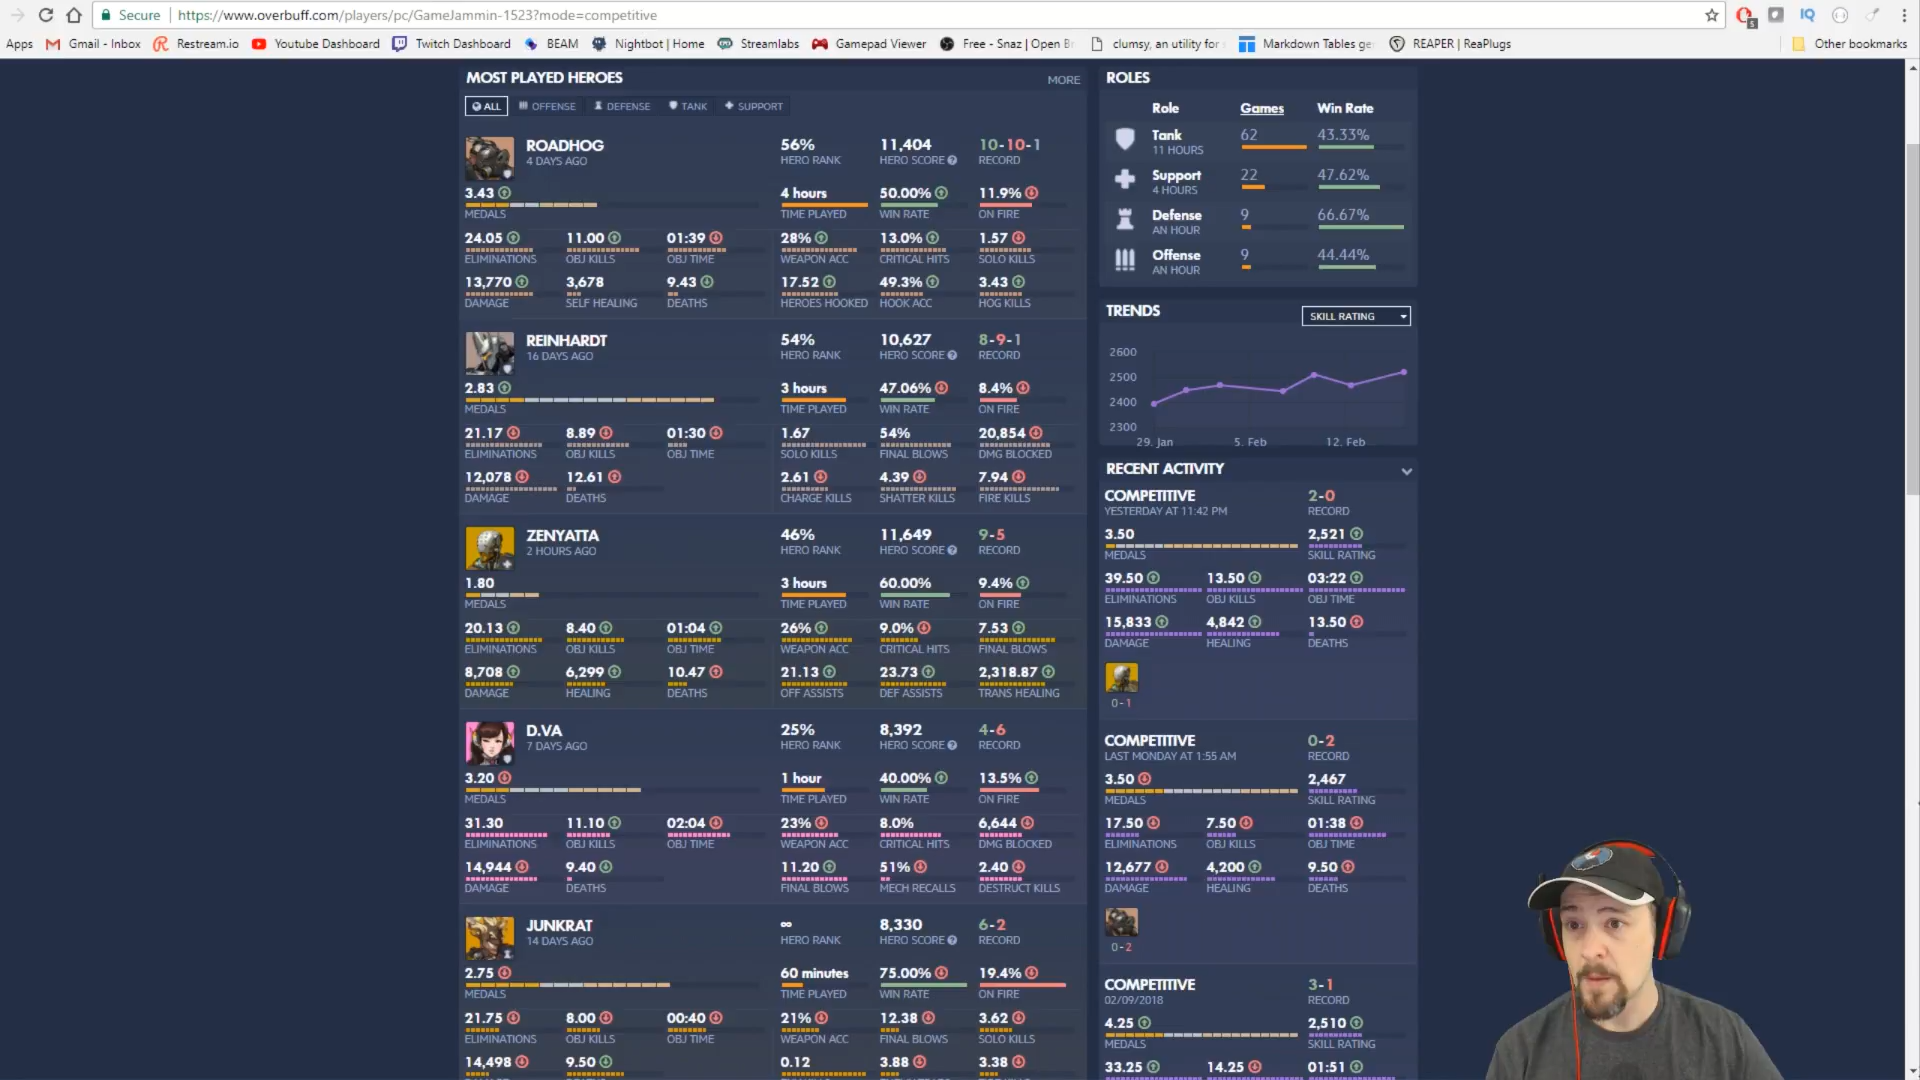 Secure | https://www.overbuff.com/players/pc/GameJammin-1523?mode=competitive
Apps Gmail - Inbox Restream.io Youtube Dashboard Twitch Dashboard BEAM Nightbot | Home Streamlabs Gamepad Viewer Free - Snaz | Open B clumsy, an utility for Markdown Tables ge REAPER | ReaPlugs Other bookmarks
MOST PLAYED HEROES MORE
ALL OFFENSE DEFENSE TANK SUPPORT
ROADHOG 56% 11,404 10-10-1
4 DAYS AGO HERO RANK HERO SCORE RECORD
3.43 4 hours 50.00% 11.9%
MEDALS TIME PLAYED WIN RATE ON FIRE
24.05 11.00 01:39 28% 13.0% 1.57
ELIMINATIONS OBJ KILLS OBJ TIME WEAPON ACC CRITICAL HITS SOLO KILLS
13,770 3,678 9.43 17.52 49.3% 3.43
DAMAGE SELF HEALING DEATHS HEROES HOOKED HOOK ACC HOG KILLS
REINHARDT 54% 10,627 8-9-1
16 DAYS AGO HERO RANK HERO SCORE RECORD
2.83 3 hours 47.06% 8.4%
MEDALS TIME PLAYED WIN RATE ON FIRE
21.17 8.89 01:30 1.67 54% 20,854
ELIMINATIONS OBJ KILLS OBJ TIME SOLO KILLS FINAL BLOWS DMG BLOCKED
12,078 12.61 2.61 4.39 7.94
DAMAGE DEATHS CHARGE KILLS SHATTER KILLS FIRE KILLS
ZENYATTA 46% 11,649 9-5
2 HOURS AGO HERO RANK HERO SCORE RECORD
1.80 3 hours 60.00% 9.4%
MEDALS TIME PLAYED WIN RATE ON FIRE
20.13 8.40 01:04 26% 9.0% 7.53
ELIMINATIONS OBJ KILLS OBJ TIME WEAPON ACC CRITICAL HITS FINAL BLOWS
8,708 6,299 10.47 21.13 23.73 2,318.87
DAMAGE HEALING DEATHS OFF ASSISTS DEF ASSISTS TRANS HEALING
D.VA 25% 8,392 4-6
7 DAYS AGO HERO RANK HERO SCORE RECORD
3.20 1 hour 40.00% 13.5%
MEDALS TIME PLAYED WIN RATE ON FIRE
31.30 11.10 02:04 23% 8.0% 6,644
ELIMINATIONS OBJ KILLS OBJ TIME WEAPON ACC CRITICAL HITS DMG BLOCKED
14,944 9.40 11.20 51% 2.40
DAMAGE DEATHS FINAL BLOWS MECH RECALLS DESTRUCT KILLS
JUNKRAT ∞ 8,330 6-2
14 DAYS AGO HERO RANK HERO SCORE RECORD
2.75 60 minutes 75.00% 19.4%
MEDALS TIME PLAYED WIN RATE ON FIRE
21.75 8.00 00:40 21% 12.38 3.62
ELIMINATIONS OBJ KILLS OBJ TIME WEAPON ACC FINAL BLOWS SOLO KILLS
14,498 9.50 0.12 3.88 3.38
ROLES
Role Games Win Rate
Tank 62 43.33%
11 HOURS
Support 22 47.62%
4 HOURS
Defense 9 66.67%
AN HOUR
Offense 9 44.44%
AN HOUR
TRENDS SKILL RATING
2600
2500
2400
2300
29. Jan 5. Feb 12. Feb
RECENT ACTIVITY
COMPETITIVE 2-0
YESTERDAY AT 11:42 PM RECORD
3.50 2,521
MEDALS SKILL RATING
39.50 13.50 03:22
ELIMINATIONS OBJ KILLS OBJ TIME
15,833 4,842 13.50
DAMAGE HEALING DEATHS
0-1
COMPETITIVE 0-2
LAST MONDAY AT 1:55 AM RECORD
3.50 2,467
MEDALS SKILL RATING
17.50 7.50 01:38
ELIMINATIONS OBJ KILLS OBJ TIME
12,677 4,200 9.50
DAMAGE HEALING DEATHS
0-2
COMPETITIVE 3-1
02/09/2018 RECORD
4.25 2,510
MEDALS SKILL RATING
33.25 14.25 01:51